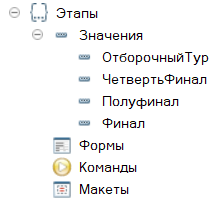 Этапы
Значения
ОтборочныйТур
ЧетвертьФинал
Полуфинал
Финал
Формы
Команды
Макеты